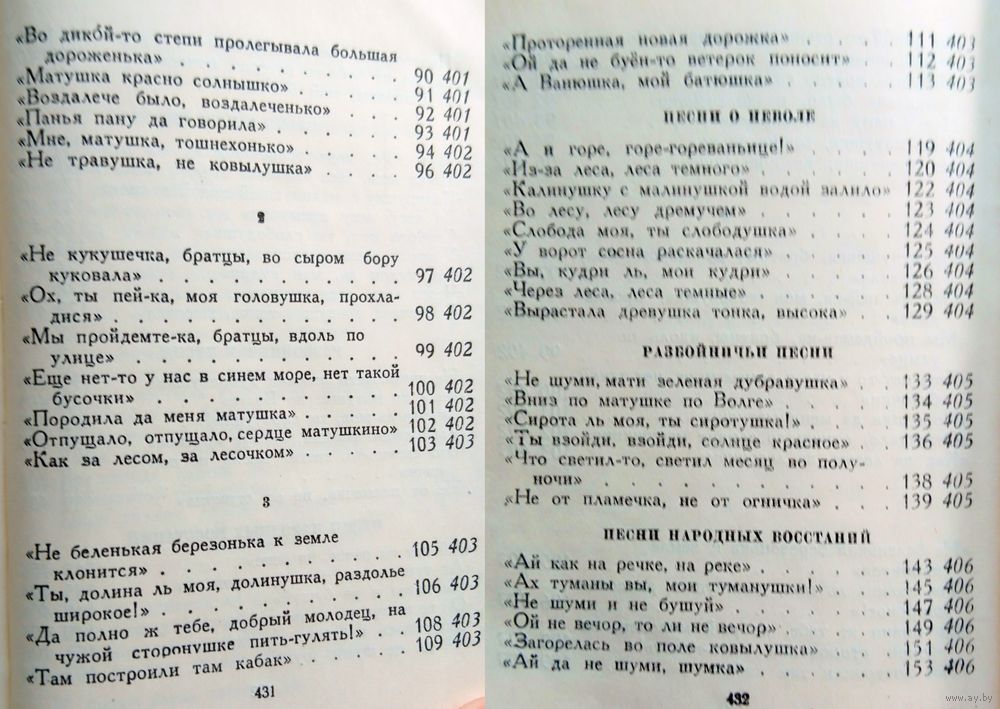 «Во дико́й-то степи пролегывала большая
дороженька» . . . . . . . . . . . 90 401
«Матушка красно солнышко» . . . . . 91 401
«Воздалече было, воздалеченько» . . . . 92 401
«Панья пану да говорила» . . . . . . 93 401
«Мне, матушка, тошнехонько» . . . . . 94 402
«Не травушка, не ковылушка» . . . . . 96 402
2
«Не кукушечка, братцы, во сыром бору
куковала» . . . . . . . . . . . . 97 402
«Ох, ты пей-ка, моя головушка, прохла-
дися» . . . . . . . . . . . . . . 98 402
«Мы пройдемте-ка, братцы, вдоль по
улице» . . . . . . . . . . . . . 99 402
«Еще нет-то у нас в синем море, нет такой
бусочки» . . . . . . . . . . . . 100 402
«Породила да меня матушка» . . . . . 101 402
«Отпущало, отпущало, сердце матушкино» 102 402
«Как за лесом, за лесочком» . . . . . 103 403
3
«Не беленькая березонька к земле
клонится» . . . . . . . . . . . . 105 403
«Ты, долина ль моя, долинушка, раздолье
широкое!» . . . . . . . . . . . . 106 403
«Да полно ж тебе, добрый молодец, на
чужой сторонушке пить-гулять!» . . 108 403
«Там построили там кабак» . . . . . . 109 403
431
«Проторенная новая дорожка» . . . . . 111 403
«Ой да не буён-то ветерок поносит» . . 112 403
«А Ванюшка, мой батюшка» . . . . . 113 403
ПЕСНИ О НЕВОЛЕ
«А и горе, горе-гореваньице!» . . . . . 119 404
«Из-за леса, леса темного» . . . . . . 120 404
«Калинушку с малинушкой водой залило» 122 404
«Во лесу, лесу дремучем» . . . . . . 123 404
«Слобода моя, ты слободушка» . . . . 124 404
«У ворот сосна раскачалася» . . . . . 125 404
«Вы, кудри ль, мои кудри» . . . . . . 126 404
«Через леса, леса темные» . . . . . . 128 404
«Вырастала древушка тонка, высока» . . 129 404
РАЗБОЙНИЧЬИ ПЕСНИ
«Не шуми, мати зеленая дубравушка» . . 133 405
«Вниз по матушке по Волге» . . . . . 134 405
«Сирота ль моя, ты сиротушка!» . . . . 135 405
«Ты взойди, взойди, солнце красное» . . 136 405
«Что светил-то, светил месяц во полу-
ночи» . . . . . . . . . . . . . . 138 405
«Не от пламечка, не от огничка» . . . . 139 405
ПЕСНИ НАРОДНЫХ ВОССТАНИЙ
«Ай как на речке, на реке» . . . . . . 143 406
«Ах туманы вы, мои туманушки!» . . . 145 406
«Не шуми и не бушуй» . . . . . . . 147 406
«Ой не вечор, то ли не вечор» . . . . . 149 406
«Загорелась во поле ковылушка» . . . . 151 406
«Ай да не шуми, шумка» . . . . . . . 153 406
432
www.ay.by